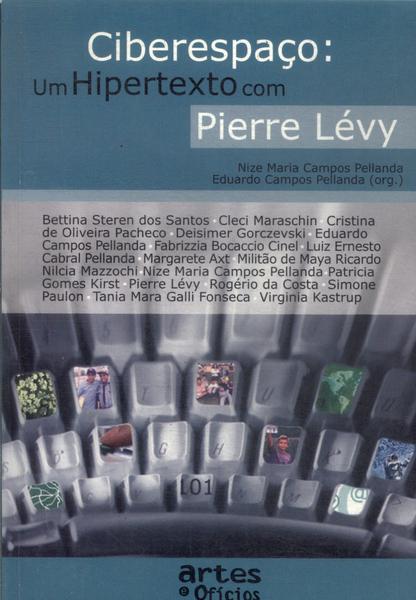 Ciberespaço:
Um Hipertexto com
Pierre Lévy
Nize Maria Campos Pellanda
Eduardo Campos Pellanda (org.)
Bettina Steren dos Santos · Cleci Maraschin · Cristina
de Oliveira Pacheco · Deisimer Gorczevski · Eduardo
Campos Pellanda · Fabrizzia Bocaccio Cinel · Luiz Ernesto
Cabral Pellanda · Margarete Axt · Militão de Maya Ricardo
Nilcia Mazzochi · Nize Maria Campos Pellanda · Patricia
Gomes Kirst · Pierre Lévy · Rogério da Costa · Simone
Paulon · Tania Mara Galli Fonseca · Virginia Kastrup
T U
G H
101
artes
e Ofícios